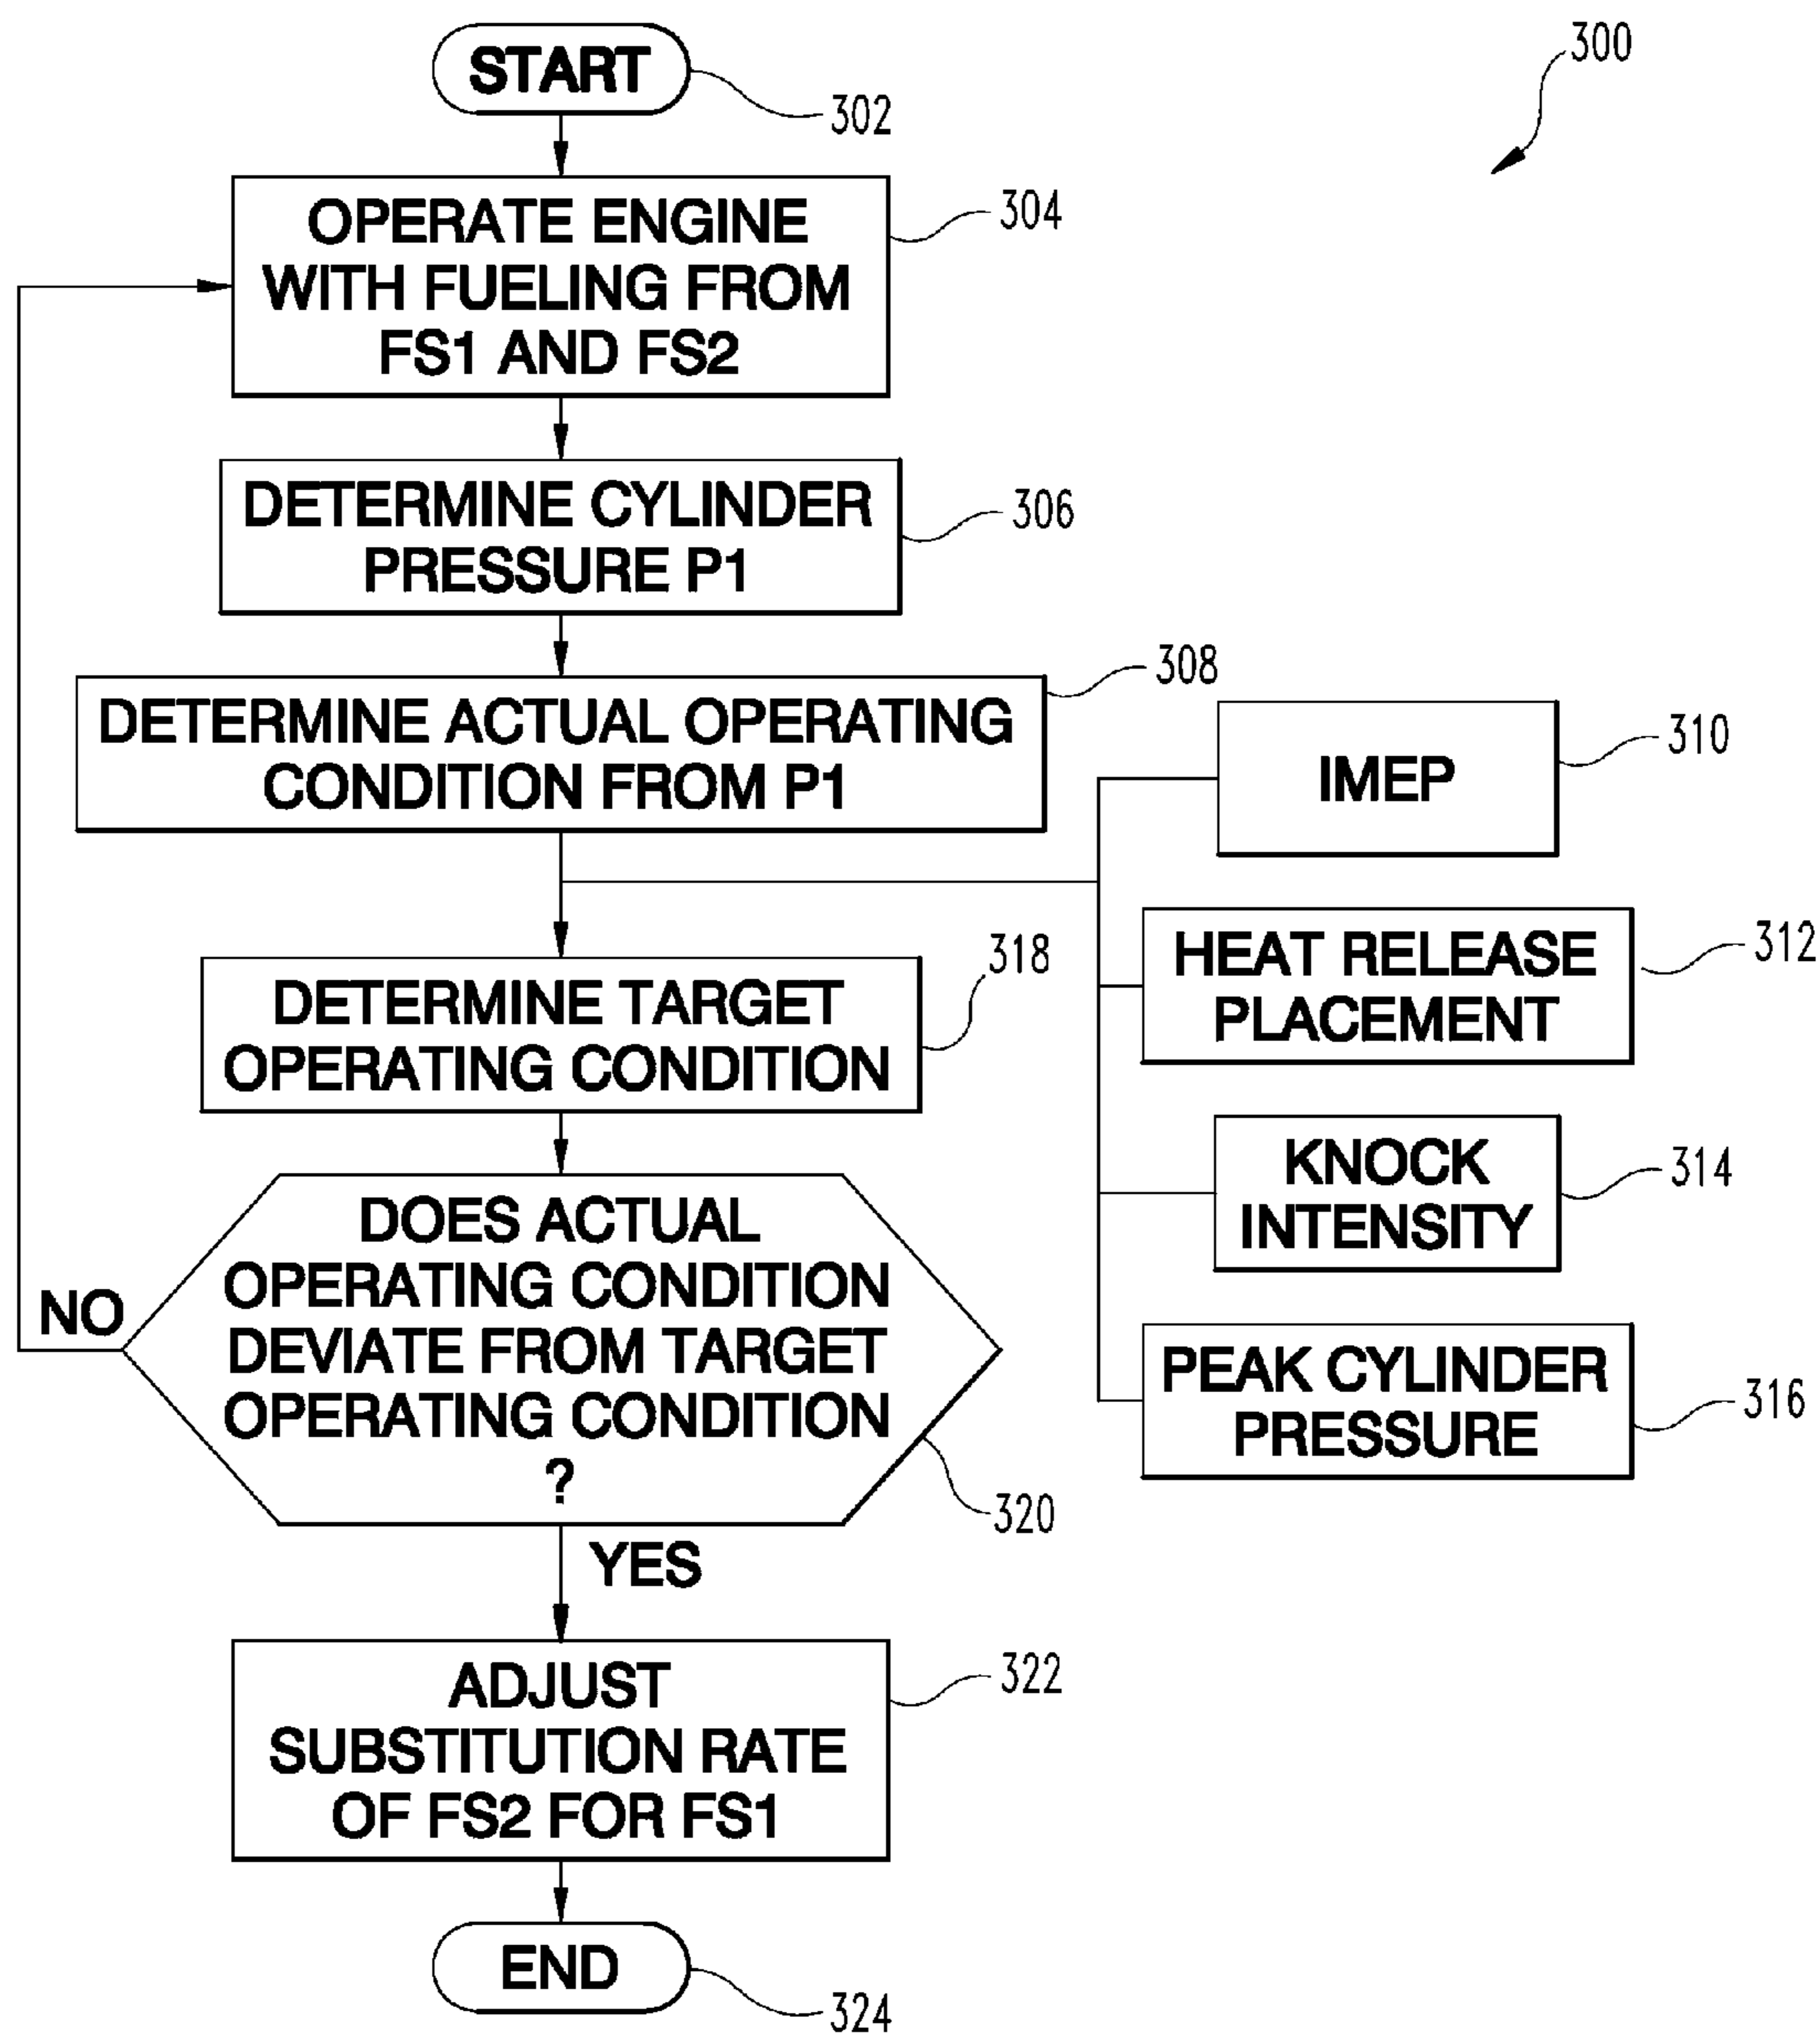 START
302
300
OPERATE ENGINE
WITH FUELING FROM
FS1 AND FS2
304
DETERMINE CYLINDER
PRESSURE P1
306
DETERMINE ACTUAL OPERATING
CONDITION FROM P1
308
IMEP
310
HEAT RELEASE
PLACEMENT
312
KNOCK
INTENSITY
314
PEAK CYLINDER
PRESSURE
316
DETERMINE TARGET
OPERATING CONDITION
318
DOES ACTUAL
OPERATING CONDITION
DEVIATE FROM TARGET
OPERATING CONDITION
?
320
NO
YES
ADJUST
SUBSTITUTION RATE
OF FS2 FOR FS1
322
END
324